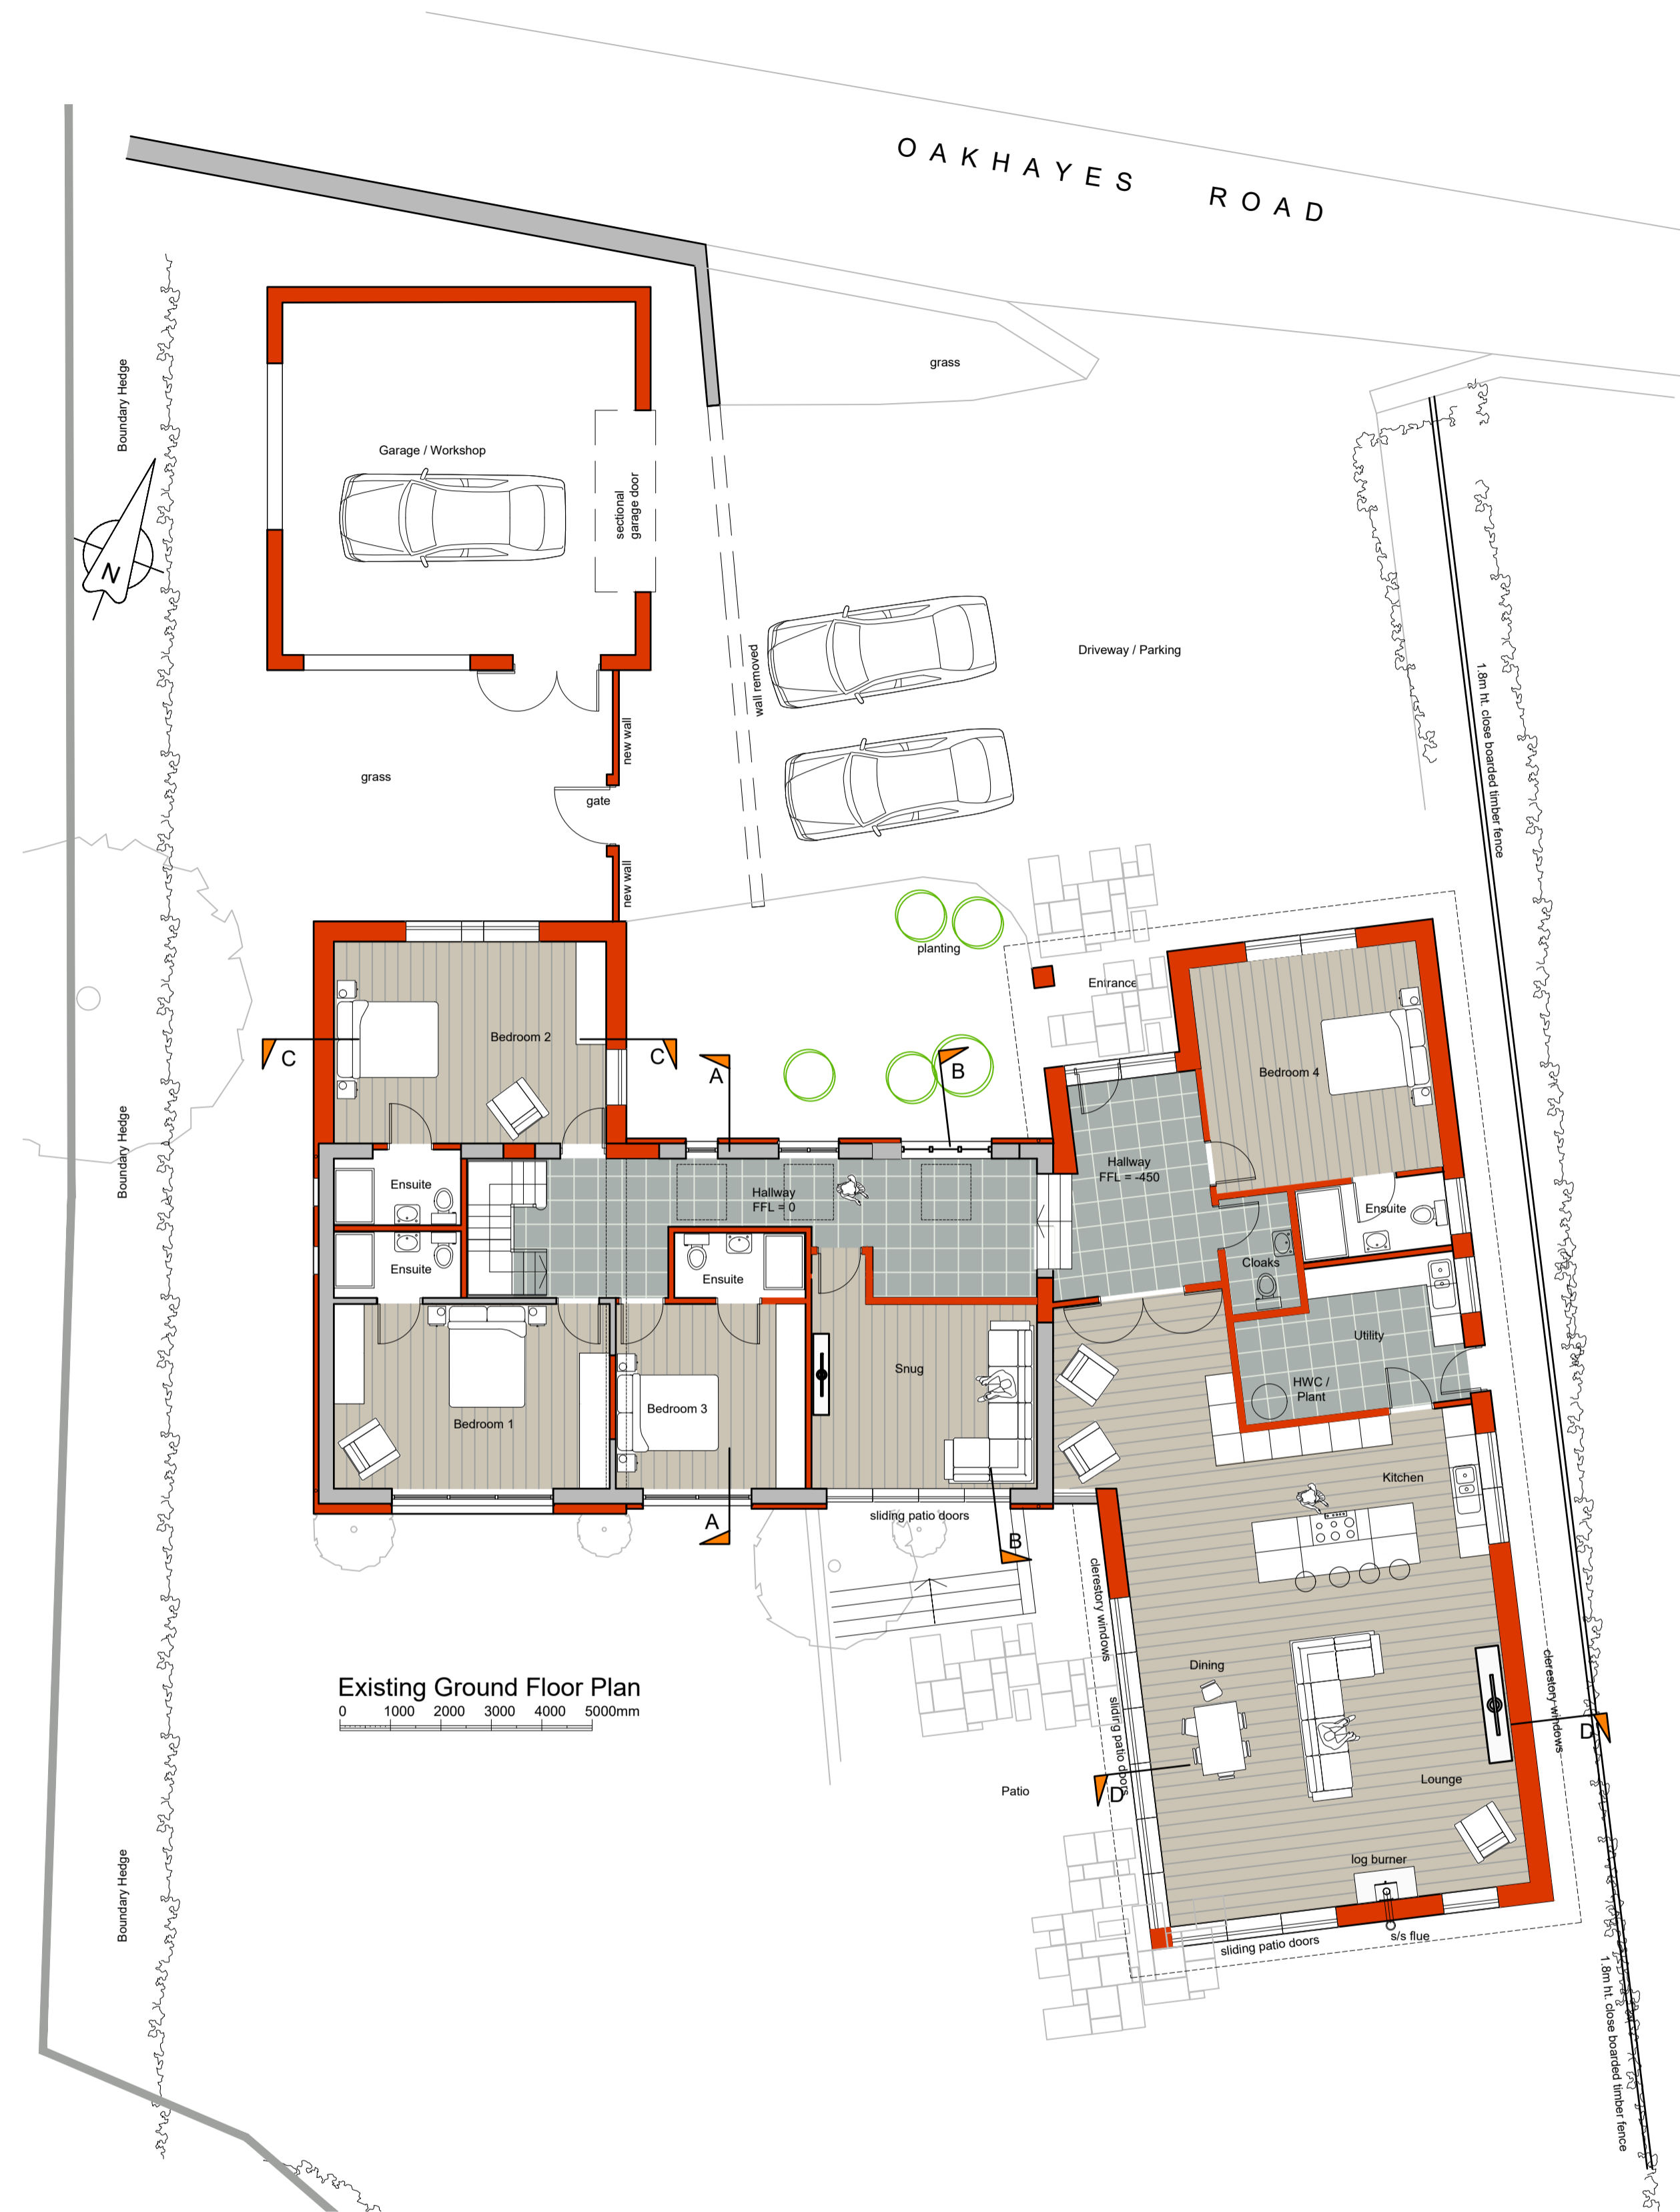 OAKHAYES ROAD
grass
Boundary Hedge
Garage / Workshop
sectional
garage door
N
wall removed
Driveway / Parking
1.8m ht. close boarded timber fence
new wall
grass
gate
new wall
planting
Entrance
Bedroom 2
C
C
A
B
Bedroom 4
Boundary Hedge
Ensuite
Hallway
FFL = 0
Hallway
FFL = -450
Ensuite
Ensuite
Ensuite
Cloaks
Utility
HWC /
Plant
Snug
Bedroom 1
Bedroom 3
Kitchen
sliding patio doors
A
B
clerestory windows
Existing Ground Floor Plan
0 1000 2000 3000 4000 5000mm
Dining
sliding patio doors
clerestory windows
D
D
Patio
Lounge
Boundary Hedge
log burner
sliding patio doors
s/s flue
1.8m ht. close boarded timber fence